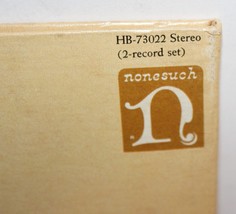 HB-73022 Stereo
(2-record set)
nonesuch
n